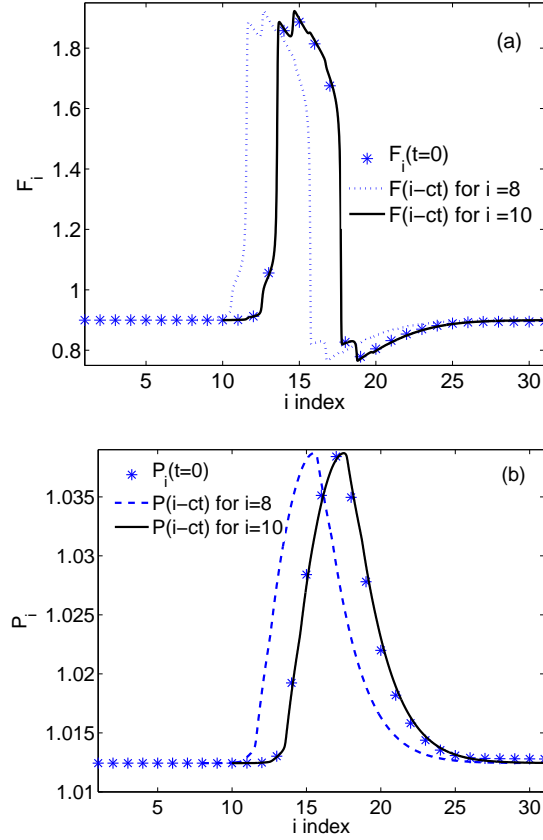 (a)
1.8
1.6
1.4
1.2
1
0.8
F_i
F_i(t=0)
F(i−ct) for i =8
F(i−ct) for i =10
5 10 15 20 25 30
i index
(b)
P_i(t=0)
P(i−ct) for i=8
P(i−ct) for i=10
1.035
1.03
1.025
1.02
1.015
1.01
P_i
5 10 15 20 25 30
i index